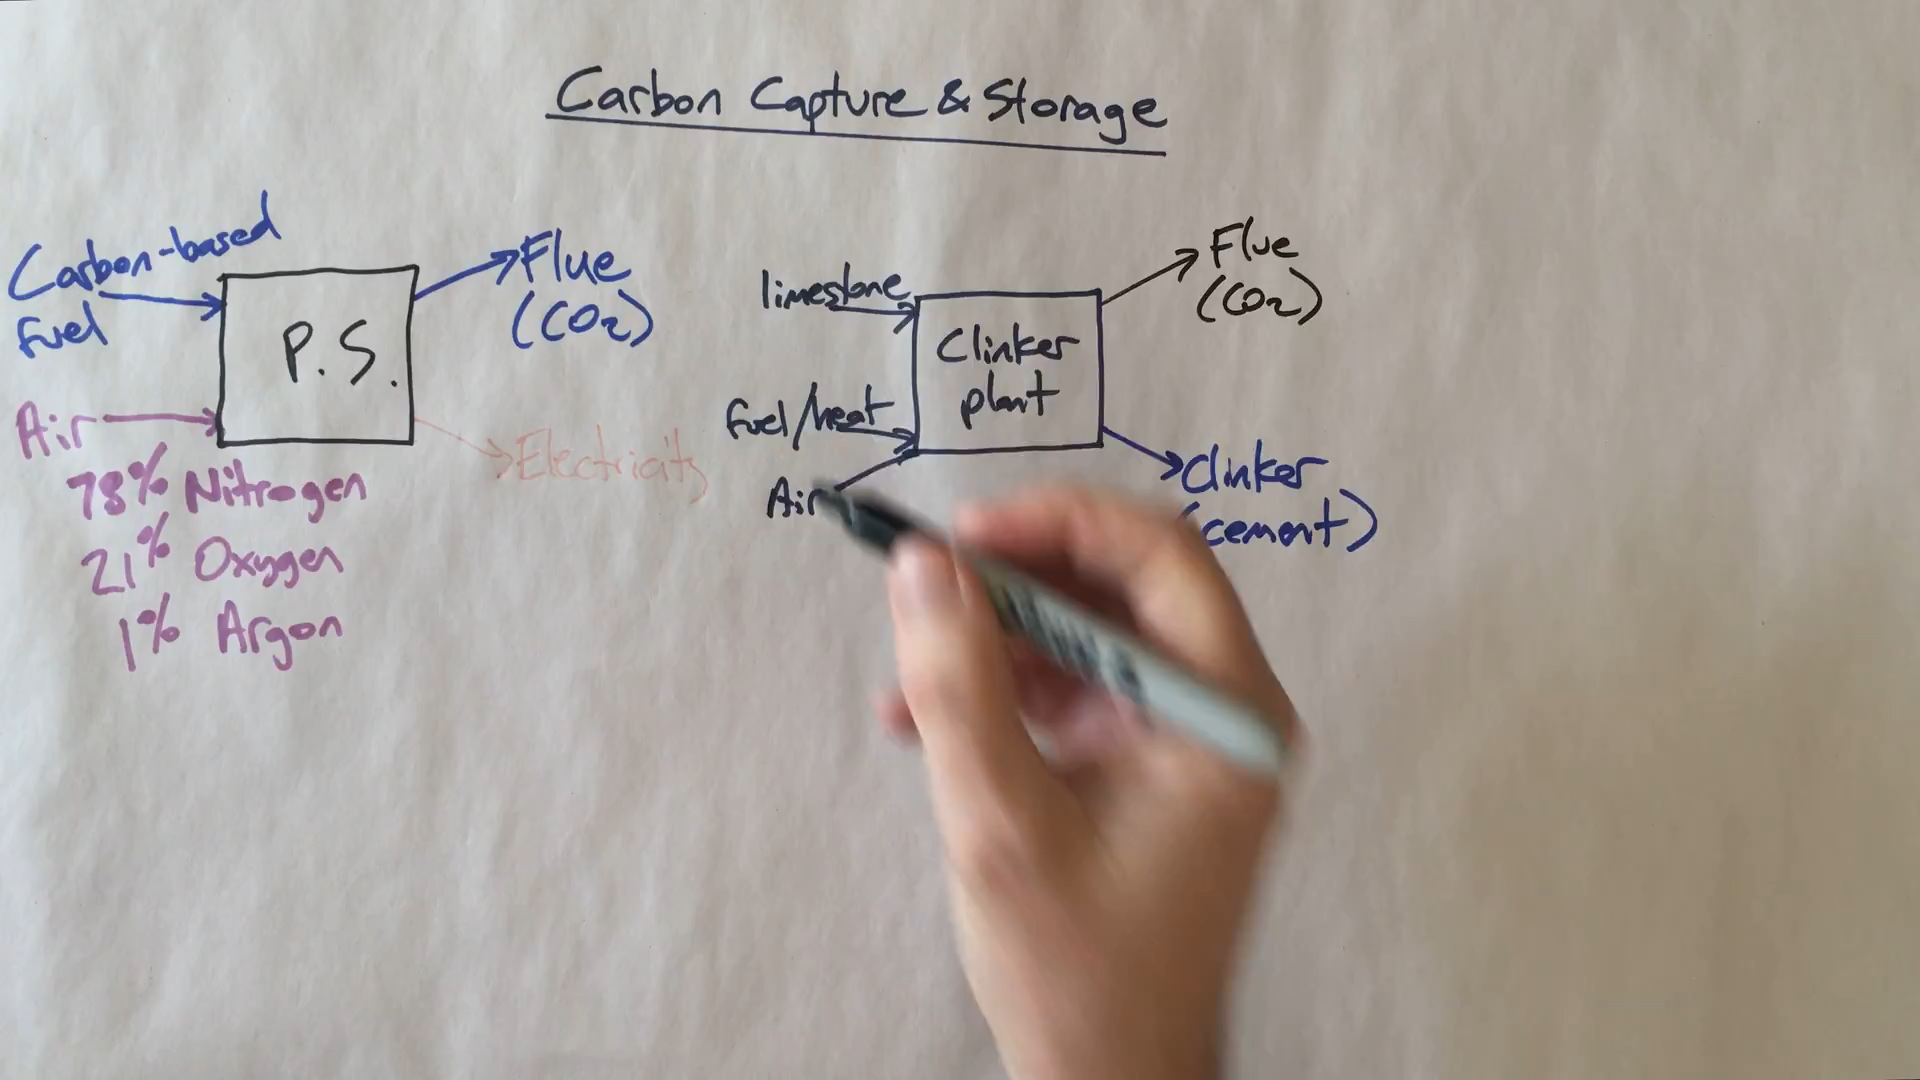 Carbon Capture & Storage
Carbon-based
fuel
P.S.
Flue
(CO2)
Air
78% Nitrogen
21% Oxygen
1% Argon
Electricity
limestone
fuel/heat
Air
Clinker
plant
Flue
(CO2)
Clinker
(cement)